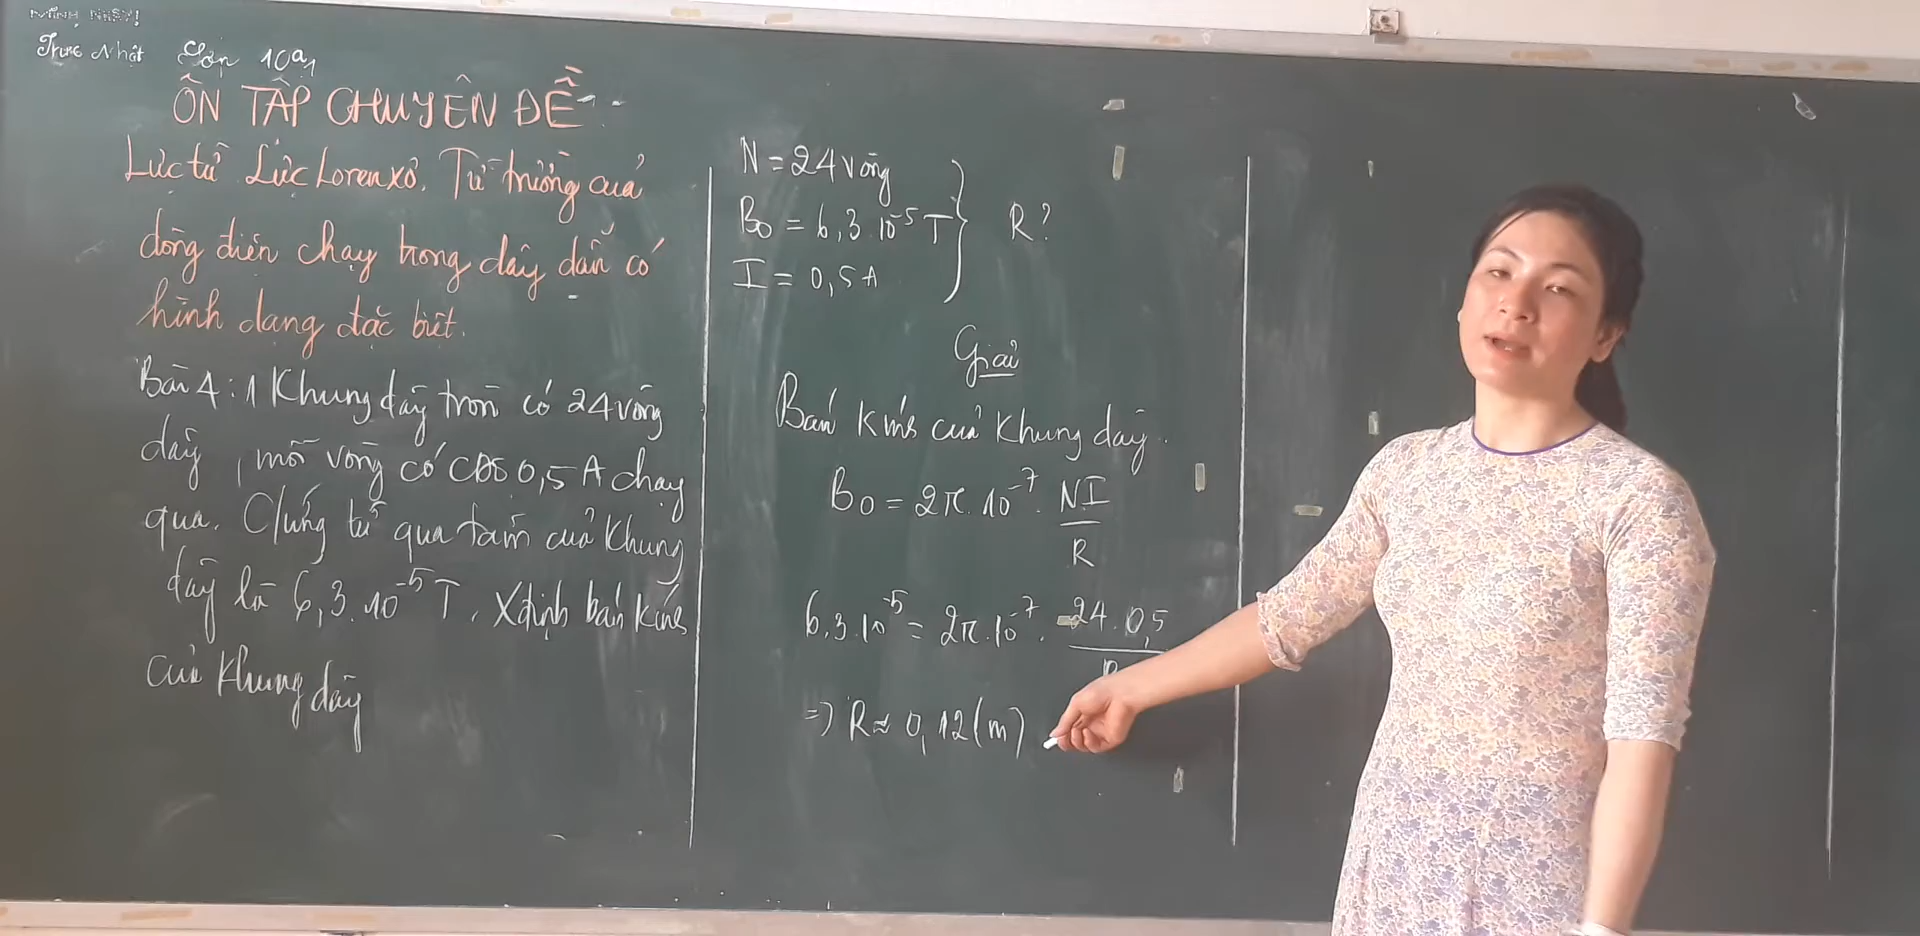 MINH NHẬT!
Trực Nhật Lớp 10a1
ÔN TẬP CHUYÊN ĐỀ
Lực từ Lực Lorenxơ. Từ trường của
dòng điện chạy trong dây dẫn có
hình dạng đặc biệt.
Bài 4: 1 Khung dây tròn có 24 vòng
dây, mỗi vòng có CĐDĐ 0,5 A chạy
qua. C/ứng từ qua tâm của Khung
dây là 6,3.10⁻⁵ T. Xđịnh bán kính
của Khung dây
N = 24 vòng
B₀ = 6,3.10⁻⁵ T } R?
I = 0,5 A
Giải
Bán kính của Khung dây.
B₀ = 2π.10⁻⁷. NI/R
6,3.10⁻⁵ = 2π.10⁻⁷. 24.0,5/R
=> R ≈ 0,12 (m)